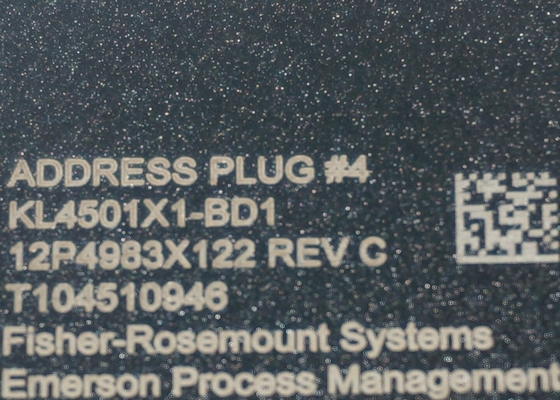 ADDRESS PLUG #4
KL4501X1-BD1
12P4983X122 REV C
T104510946
Fisher-Rosemount Systems
Emerson Process Management